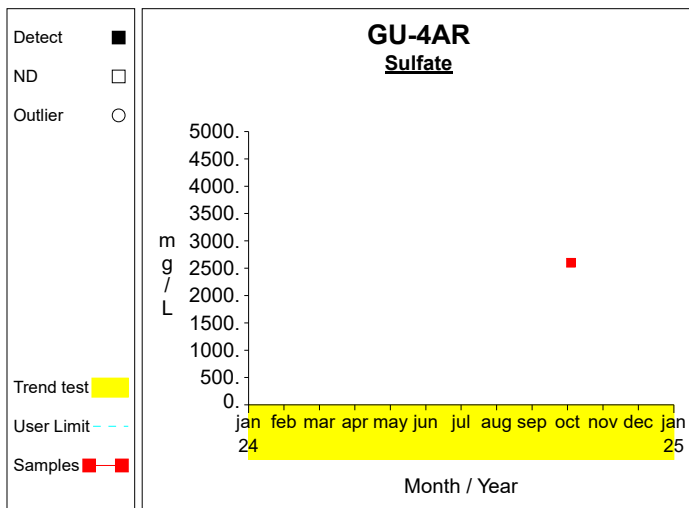 Detect
ND
Outlier
Trend test
User Limit
Samples
GU-4AR
Sulfate
5000.
4500.
4000.
3500.
3000.
2500.
2000.
1500.
1000.
500.
0.
m
g
/
L
jan feb mar apr may jun jul aug sep oct nov dec jan
24 25
Month / Year